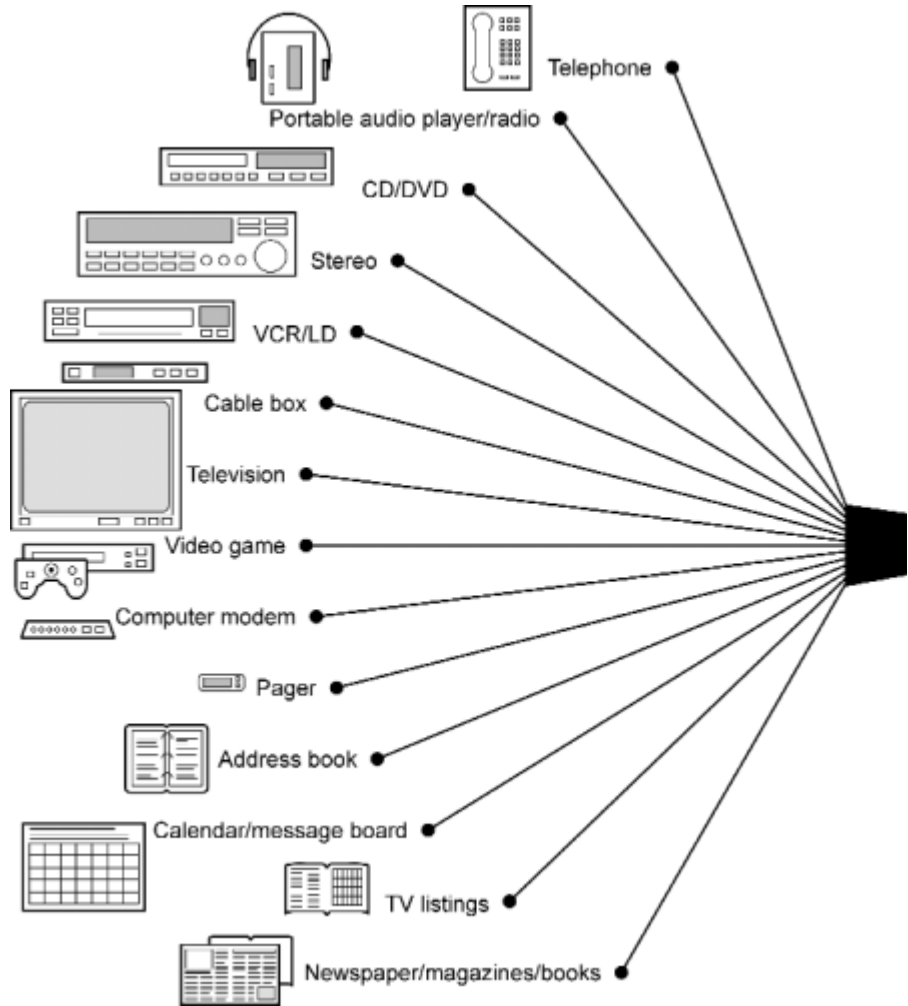 Telephone
Portable audio player/radio
CD/DVD
Stereo
VCR/LD
Cable box
Television
Video game
Computer modem
Pager
Address book
Calendar/message board
TV listings
Newspaper/magazines/books